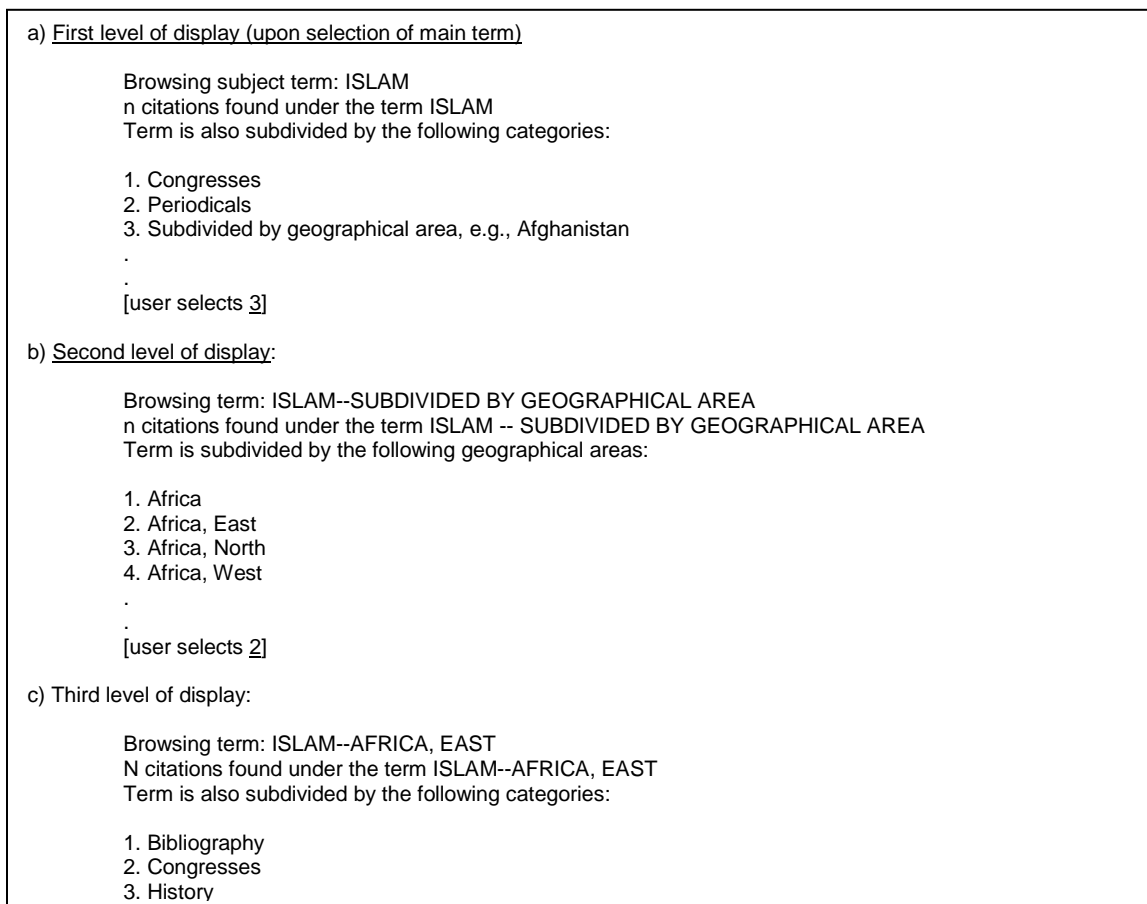 a) First level of display (upon selection of main term)
Browsing subject term: ISLAM
n citations found under the term ISLAM
Term is also subdivided by the following categories:
1. Congresses
2. Periodicals
3. Subdivided by geographical area, e.g., Afghanistan
.
.
[user selects 3]
b) Second level of display:
Browsing term: ISLAM--SUBDIVIDED BY GEOGRAPHICAL AREA
n citations found under the term ISLAM -- SUBDIVIDED BY GEOGRAPHICAL AREA
Term is subdivided by the following geographical areas:
1. Africa
2. Africa, East
3. Africa, North
4. Africa, West
.
.
[user selects 2]
c) Third level of display:
Browsing term: ISLAM--AFRICA, EAST
N citations found under the term ISLAM--AFRICA, EAST
Term is also subdivided by the following categories:
1. Bibliography
2. Congresses
3. History